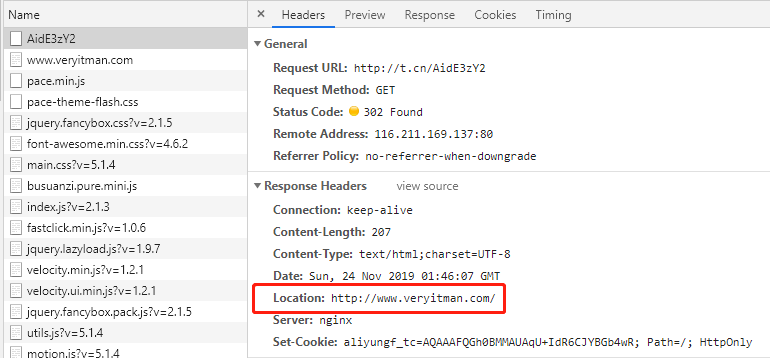 Name
AidE3zY2
www.veryitman.com
pace.min.js
pace-theme-flash.css
jquery.fancybox.css?v=2.1.5
font-awesome.min.css?v=4.6.2
main.css?v=5.1.4
busuanzi.pure.mini.js
index.js?v=2.1.3
fastclick.min.js?v=1.0.6
jquery.lazyload.js?v=1.9.7
velocity.min.js?v=1.2.1
velocity.ui.min.js?v=1.2.1
jquery.fancybox.pack.js?v=2.1.5
utils.js?v=5.1.4
motion.js?v=5.1.4
× Headers Preview Response Cookies Timing
▼ General
Request URL: http://t.cn/AidE3zY2
Request Method: GET
Status Code: 302 Found
Remote Address: 116.211.169.137:80
Referrer Policy: no-referrer-when-downgrade
▼ Response Headers view source
Connection: keep-alive
Content-Length: 207
Content-Type: text/html;charset=UTF-8
Date: Sun, 24 Nov 2019 01:46:07 GMT
Location: http://www.veryitman.com/
Server: nginx
Set-Cookie: aliyungf_tc=AQAAAFQGh0BMMAUAqU+IdR6CJYBGb4wR; Path=/; HttpOnly